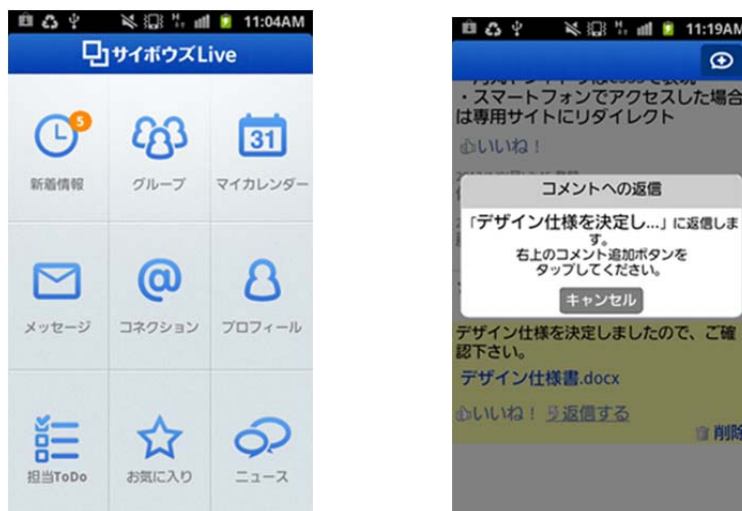 11:04AM
サイボウズLive
5
31
新着情報
グループ
マイカレンダー
@
メッセージ
コネクション
プロフィール
担当ToDo
お気に入り
ニュース
11:19AM
・スマートフォンでアクセスした場合
は専用サイトにリダイレクト
いいね！
コメントへの返信
「デザイン仕様を決定し...」に返信しま
す。
右上のコメント追加ボタンを
タップしてください。
キャンセル
デザイン仕様を決定しましたので、ご確
認下さい。
デザイン仕様書.docx
いいね！ 返信する
削除